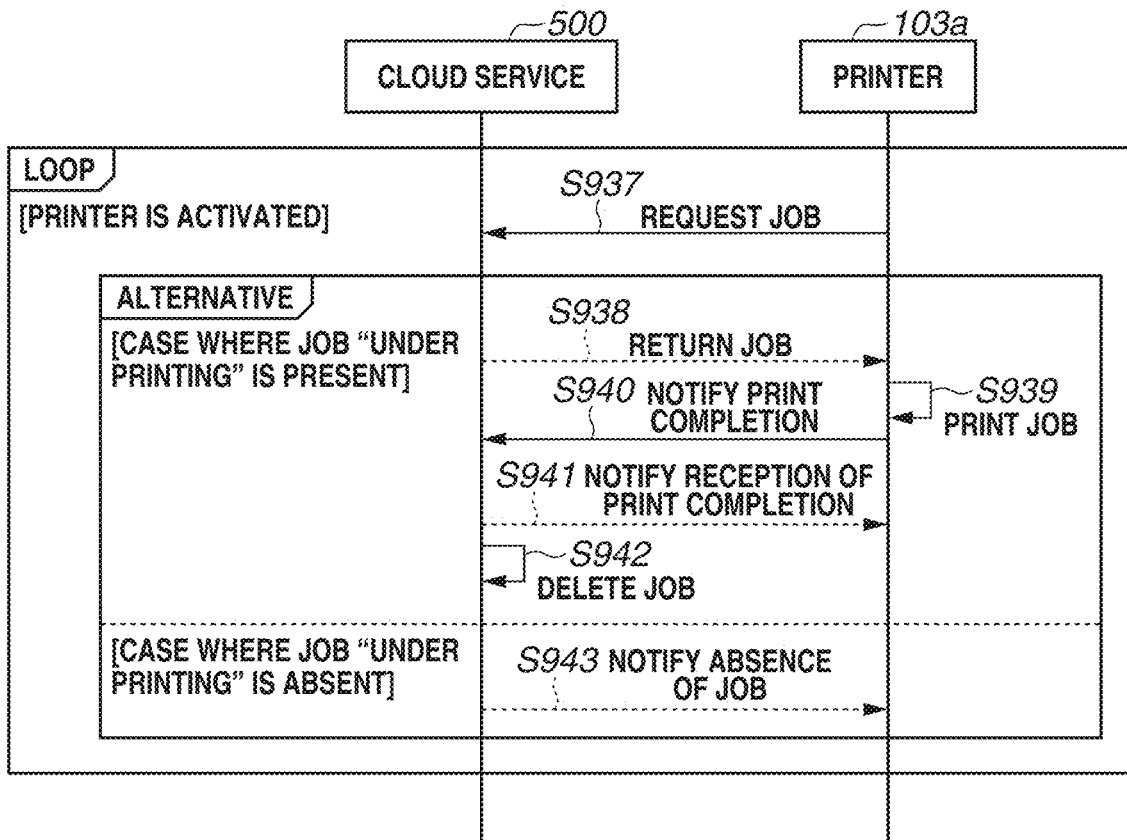 500
103a
CLOUD SERVICE
PRINTER
LOOP
[PRINTER IS ACTIVATED]
S937
REQUEST JOB
ALTERNATIVE
[CASE WHERE JOB “UNDER
PRINTING” IS PRESENT]
S938
RETURN JOB
S939
PRINT JOB
S940 NOTIFY PRINT
COMPLETION
S941 NOTIFY RECEPTION OF
PRINT COMPLETION
S942
DELETE JOB
[CASE WHERE JOB “UNDER
PRINTING” IS ABSENT]
S943 NOTIFY ABSENCE
OF JOB